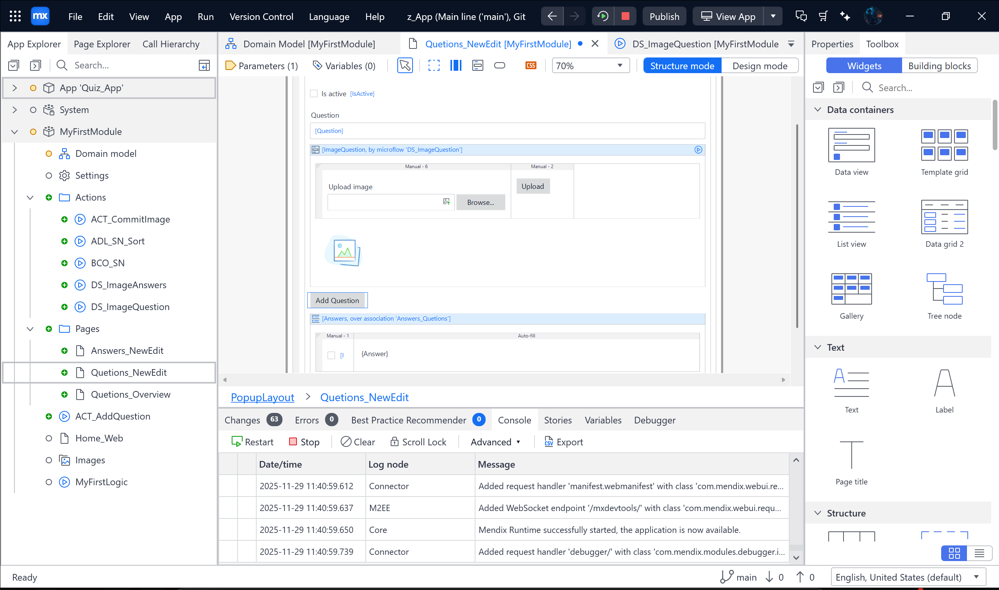 mx File Edit View App Run Version Control Language Help z_App (Main line ('main'), Git Publish View App
App Explorer Page Explorer Call Hierarchy
Search...
App 'Quiz_App'
System
MyFirstModule
Domain model
Settings
Actions
ACT_CommitImage
ADL_SN_Sort
BCO_SN
DS_ImageAnswers
DS_ImageQuestion
Pages
Answers_NewEdit
Quetions_NewEdit
Quetions_Overview
ACT_AddQuestion
Home_Web
Images
MyFirstLogic
Domain Model [MyFirstModule] Quetions_NewEdit [MyFirstModule] DS_ImageQuestion [MyFirstModule
Parameters (1) Variables (0) CSS 70% Structure mode Design mode
Is active [IsActive]
Question
[Question]
[ImageQuestion, by microflow 'DS_ImageQuestion']
Manual - 6 Manual - 2
Upload image Upload
Browse...
Add Question
[Answers, over association 'Answers_Quetions']
Manual - 1 Auto-fill
[I {Answer}
PopupLayout > Quetions_NewEdit
Changes 63 Errors 0 Best Practice Recommender 0 Console Stories Variables Debugger
Restart Stop Clear Scroll Lock Advanced CSV Export
Date/time Log node Message
2025-11-29 11:40:59.612 Connector Added request handler 'manifest.webmanifest' with class 'com.mendix.webui.re...
2025-11-29 11:40:59.637 M2EE Added WebSocket endpoint '/mxdevtools/' with class 'com.mendix.webui.requ...
2025-11-29 11:40:59.650 Core Mendix Runtime successfully started, the application is now available.
2025-11-29 11:40:59.739 Connector Added request handler 'debugger/' with class 'com.mendix.modules.debugger.i...
Properties Toolbox
Widgets Building blocks
Search...
Data containers
Data view Template grid
List view Data grid 2
Gallery Tree node
Text
Text Label
Page title
Structure
Ready main 0 0 English, United States (default)